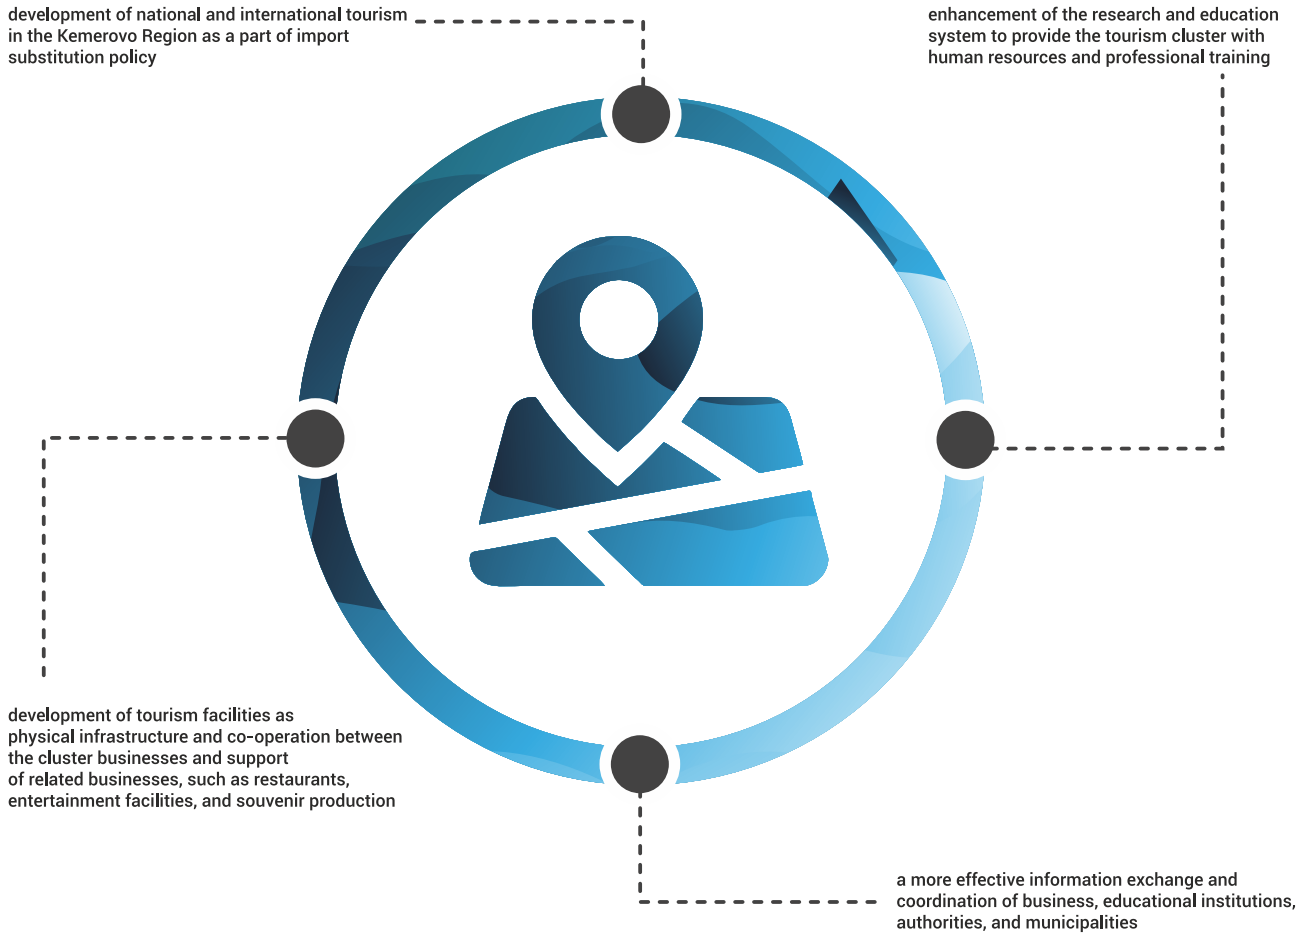 development of national and international tourism
in the Kemerovo Region as a part of import
substitution policy
enhancement of the research and education
system to provide the tourism cluster with
human resources and professional training
development of tourism facilities as
physical infrastructure and co-operation between
the cluster businesses and support
of related businesses, such as restaurants,
entertainment facilities, and souvenir production
a more effective information exchange and
coordination of business, educational institutions,
authorities, and municipalities